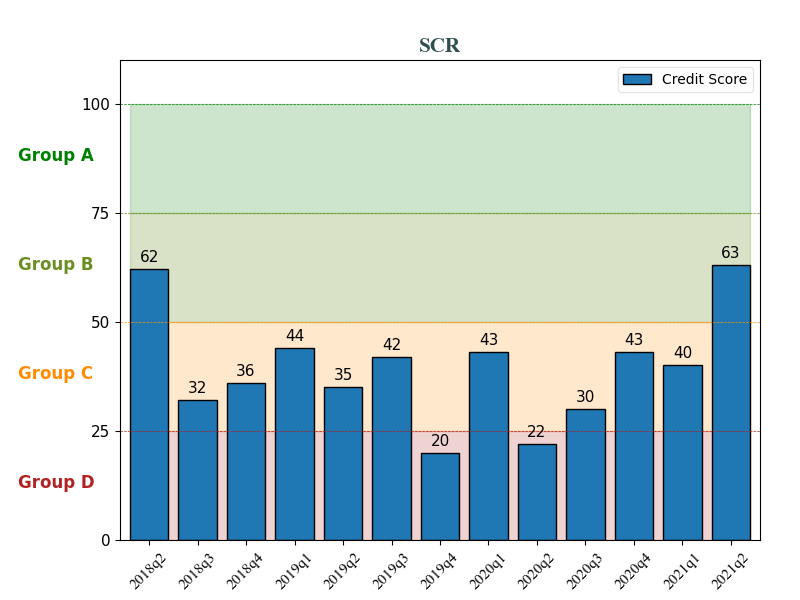 SCR
Credit Score
100
Group A
75
Group B
62
63
50
44
43
43
42
40
Group C
36
35
32
30
25
22
20
Group D
0
2018q2
2018q3
2018q4
2019q1
2019q2
2019q3
2019q4
2020q1
2020q2
2020q3
2020q4
2021q1
2021q2